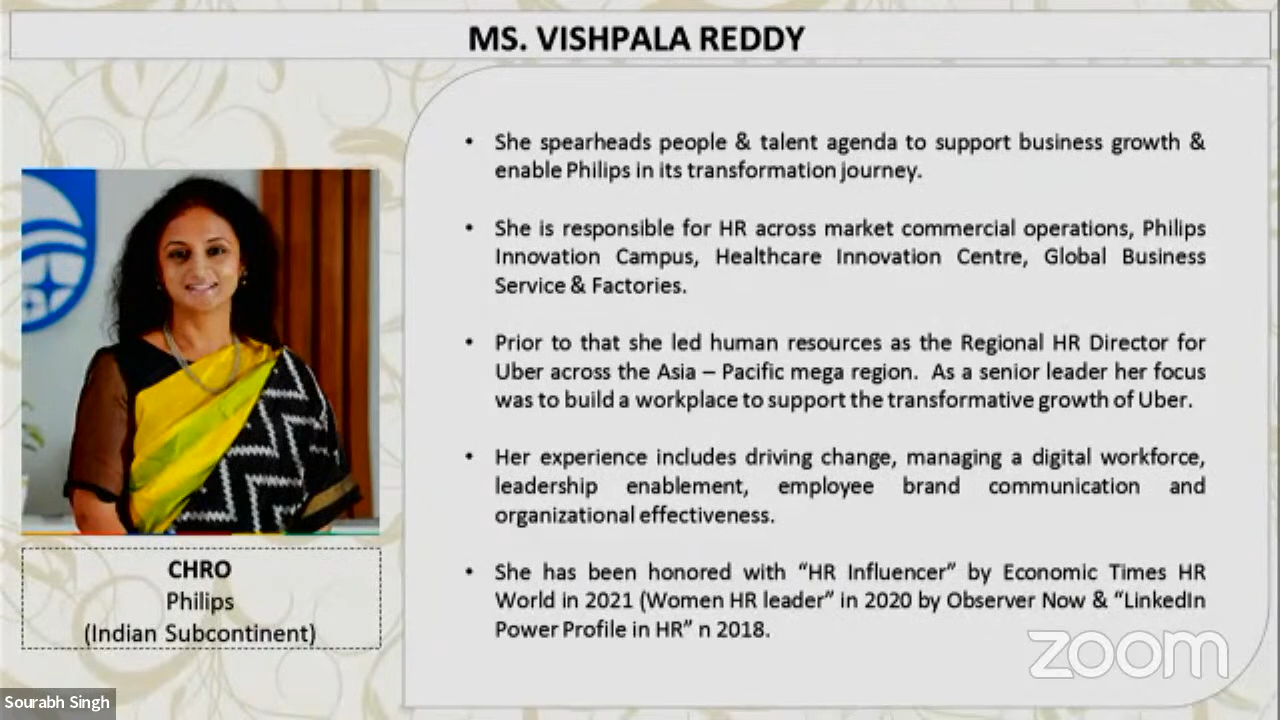 MS. VISHPALA REDDY
• She spearheads people & talent agenda to support business growth &
enable Philips in its transformation journey.
• She is responsible for HR across market commercial operations, Philips
Innovation Campus, Healthcare Innovation Centre, Global Business
Service & Factories.
• Prior to that she led human resources as the Regional HR Director for
Uber across the Asia – Pacific mega region. As a senior leader her focus
was to build a workplace to support the transformative growth of Uber.
• Her experience includes driving change, managing a digital workforce,
leadership enablement, employee brand communication and
organizational effectiveness.
• She has been honored with “HR Influencer” by Economic Times HR
World in 2021 (Women HR leader” in 2020 by Observer Now & “LinkedIn
Power Profile in HR” n 2018.
CHRO
Philips
(Indian Subcontinent)
zoom
Sourabh Singh